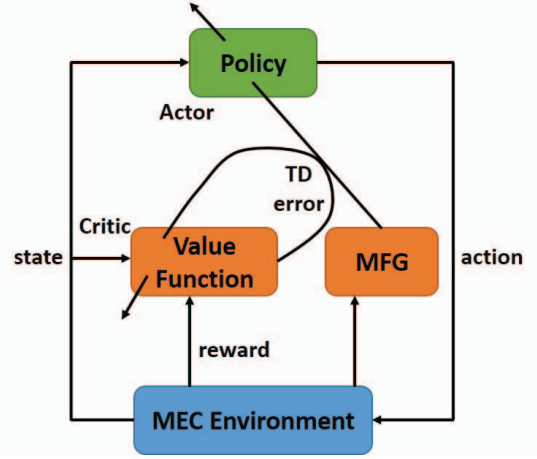 Policy
Actor
TD
error
Critic
Value
Function
MFG
state
action
reward
MEC Environment